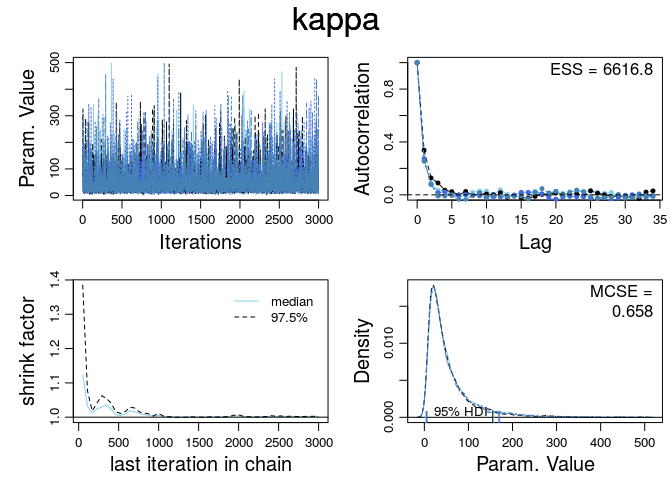 kappa
Param. Value
0 100 300 500
0 500 1000 1500 2000 2500 3000
Iterations
Autocorrelation
0.0 0.4 0.8
ESS = 6616.8
0 5 10 15 20 25 30 35
Lag
shrink factor
1.0 1.1 1.2 1.3 1.4
median
97.5%
0 500 1000 1500 2000 2500 3000
last iteration in chain
Density
0.000 0.010
MCSE =
0.658
95% HDI
0 100 200 300 400 500
Param. Value